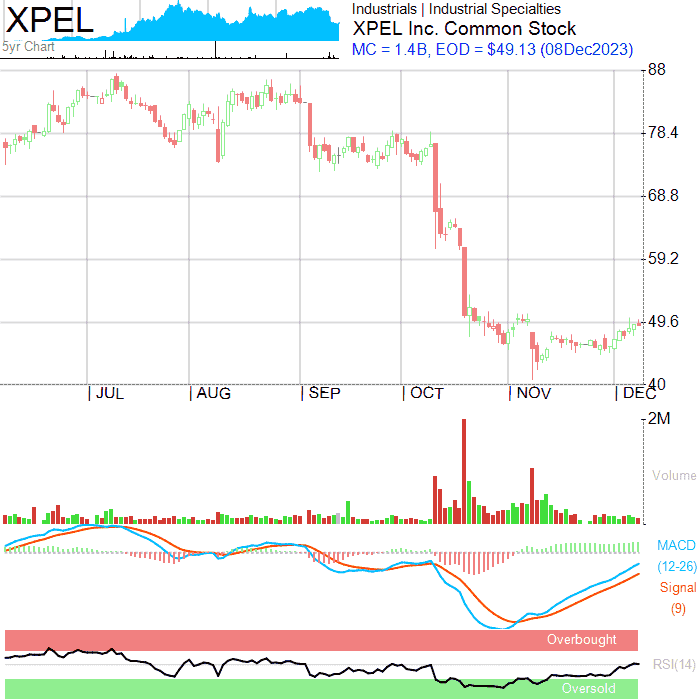 XPEL
5yr Chart
Industrials | Industrial Specialties
XPEL Inc. Common Stock
MC = 1.4B, EOD = $49.13 (08Dec2023)
88
78.4
68.8
59.2
49.6
40
JUL
AUG
SEP
OCT
NOV
DEC
2M
Volume
MACD
(12-26)
Signal
(9)
Overbought
RSI(14)
Oversold